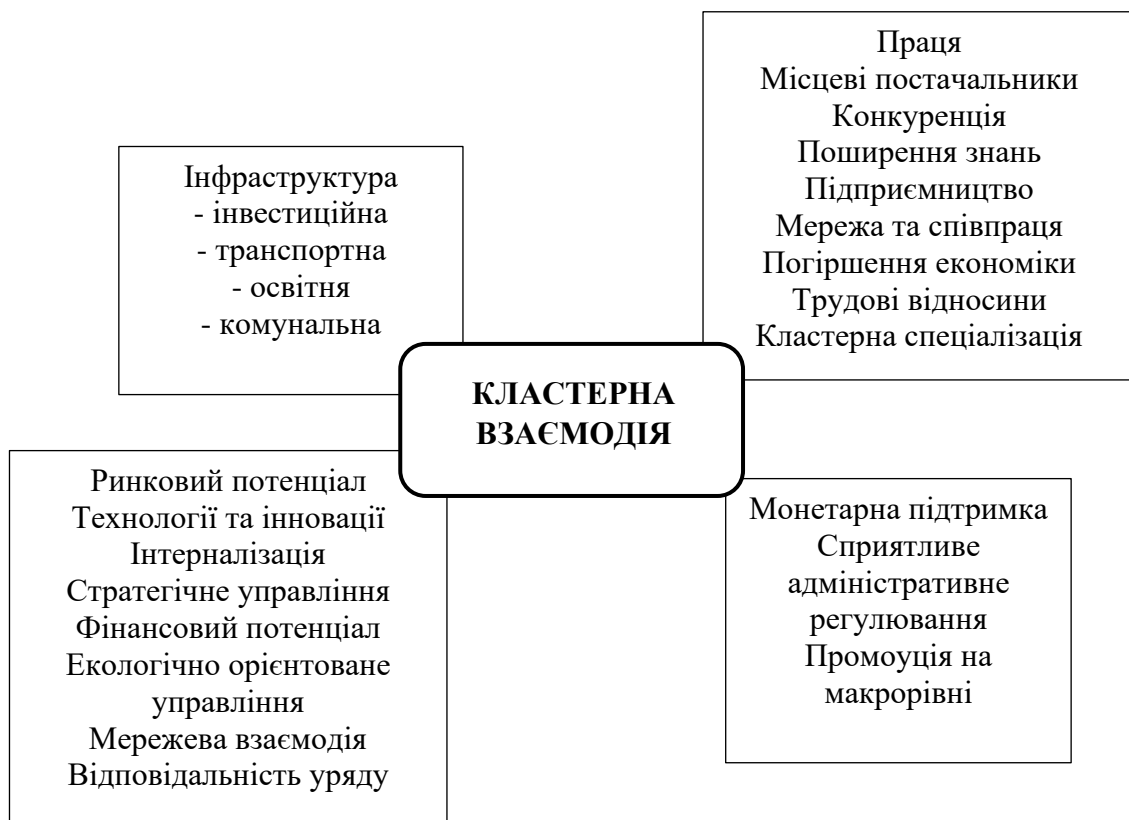 Інфраструктура
- інвестиційна
- транспортна
- освітня
- комунальна
Праця
Місцеві постачальники
Конкуренція
Поширення знань
Підприємництво
Мережа та співпраця
Погіршення економіки
Трудові відносини
Кластерна спеціалізація
КЛАСТЕРНА
ВЗАЄМОДІЯ
Ринковий потенціал
Технології та інновації
Інтерналізація
Стратегічне управління
Фінансовий потенціал
Екологічно орієнтоване
управління
Мережева взаємодія
Відповідальність уряду
Монетарна підтримка
Сприятливе
адміністративне
регулювання
Промоуція на
макрорівні